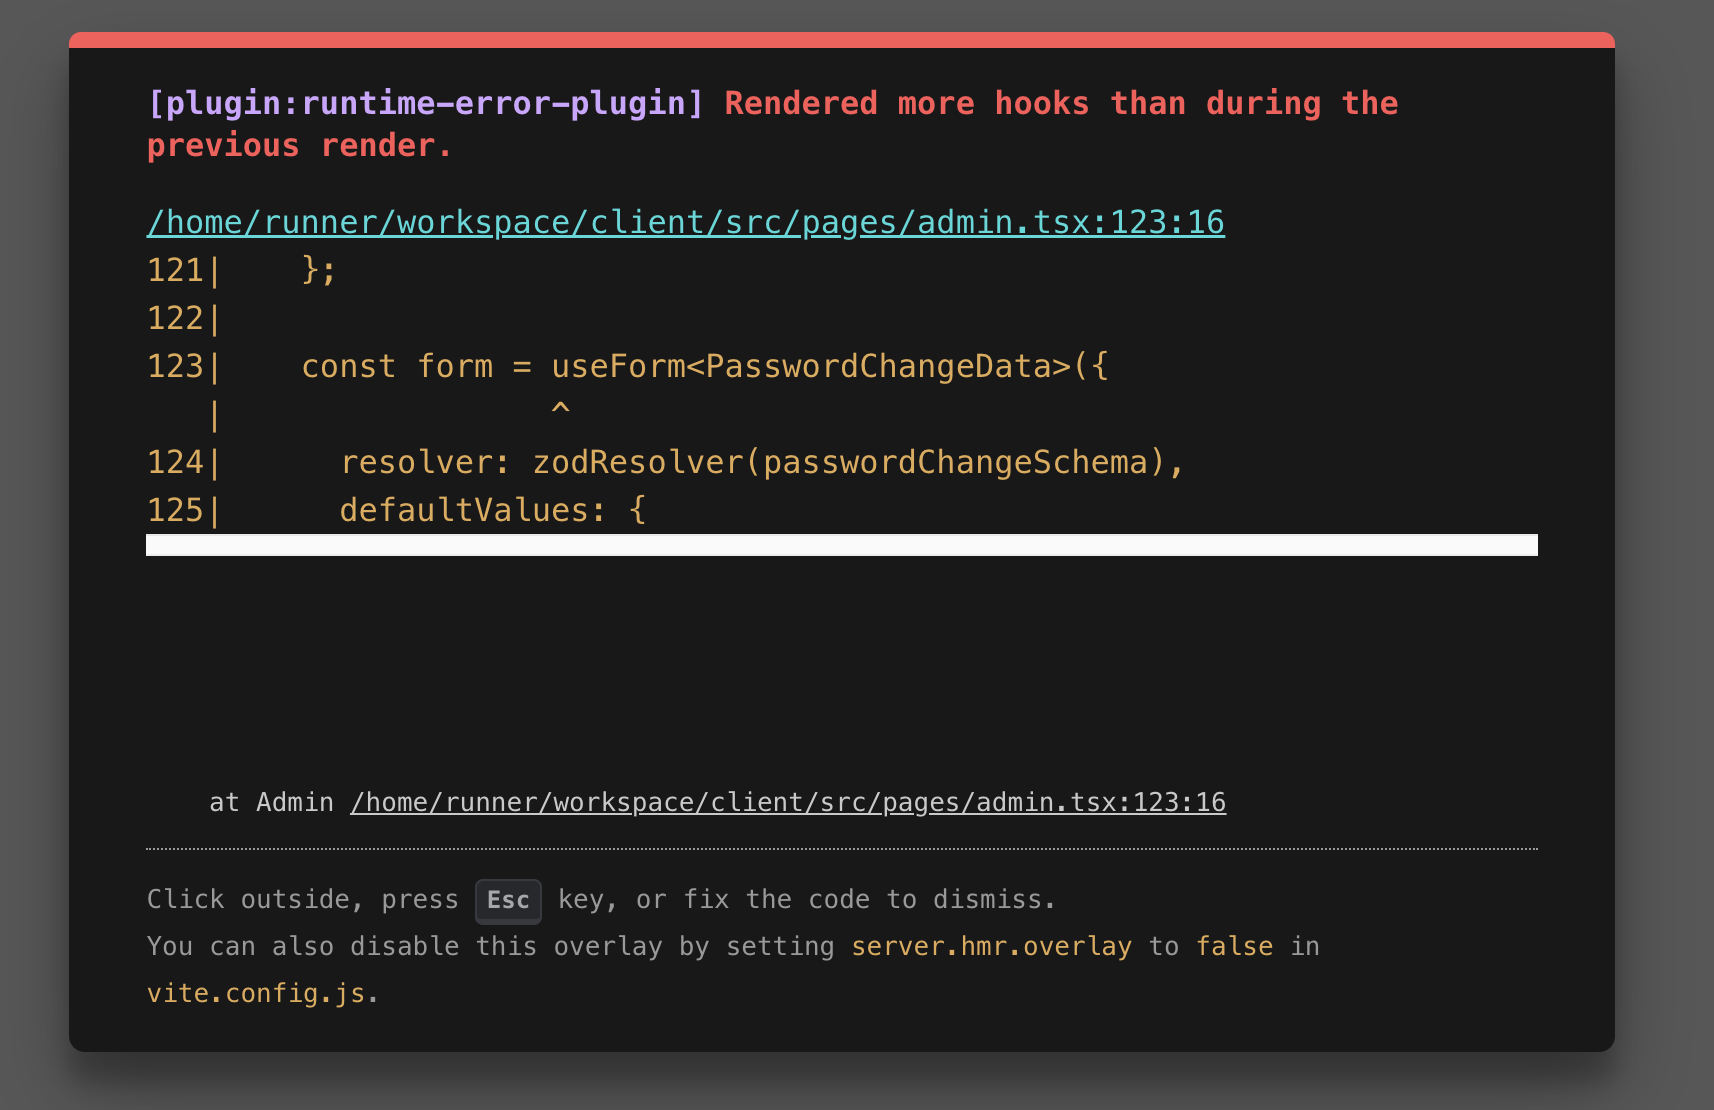 [plugin:runtime-error-plugin] Rendered more hooks than during the
previous render.
/home/runner/workspace/client/src/pages/admin.tsx:123:16
121|    };
122|
123|    const form = useForm<PasswordChangeData>({
   |                 ^
124|      resolver: zodResolver(passwordChangeSchema),
125|      defaultValues: {
    at Admin /home/runner/workspace/client/src/pages/admin.tsx:123:16
Click outside, press Esc key, or fix the code to dismiss.
You can also disable this overlay by setting server.hmr.overlay to false in
vite.config.js.